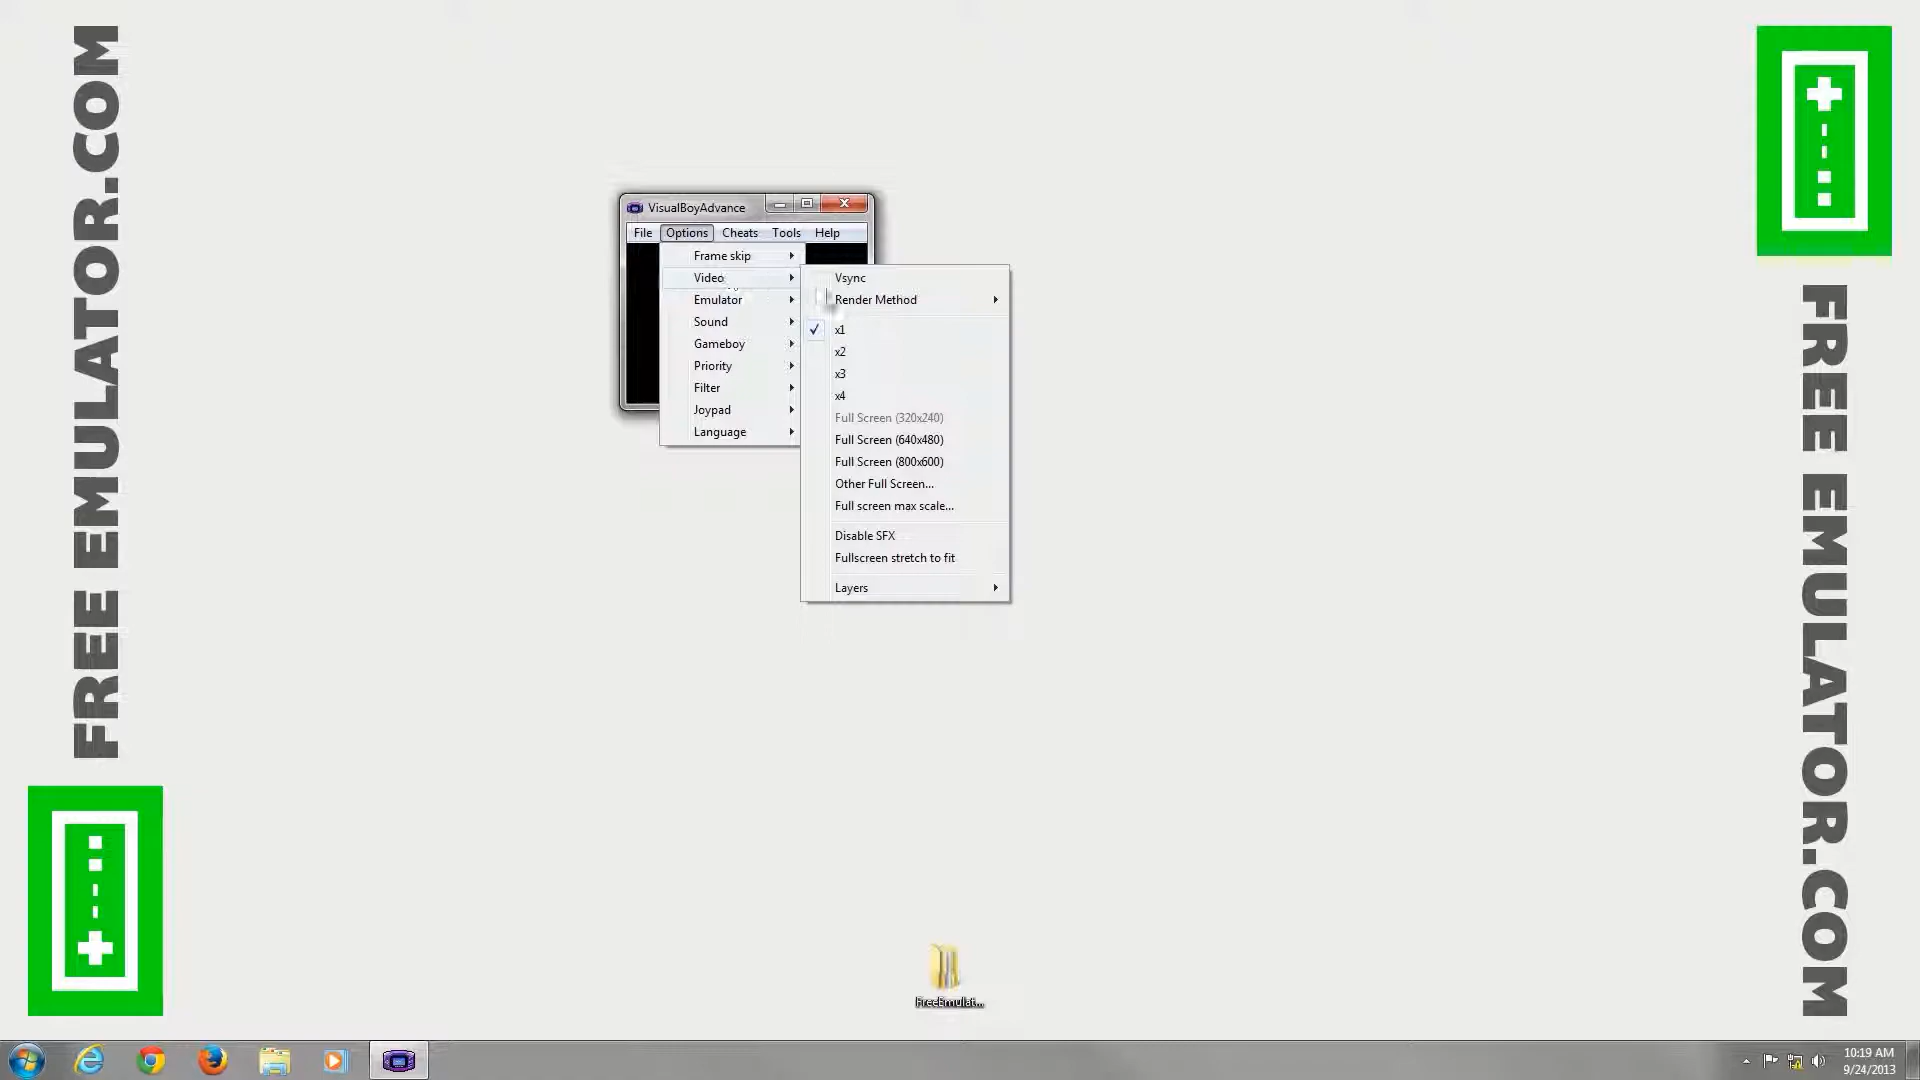 FREE EMULATOR.COM
VisualBoyAdvance
File Options Cheats Tools Help
Frame skip
Video
Emulator
Sound
Gameboy
Priority
Filter
Joypad
Language
Vsync
Render Method
x1
x2
x3
x4
Full Screen (320x240)
Full Screen (640x480)
Full Screen (800x600)
Other Full Screen...
Full screen max scale...
Disable SFX
Fullscreen stretch to fit
Layers
FREE EMULATOR.COM
FreeEmulat...
10:19 AM
9/24/2013